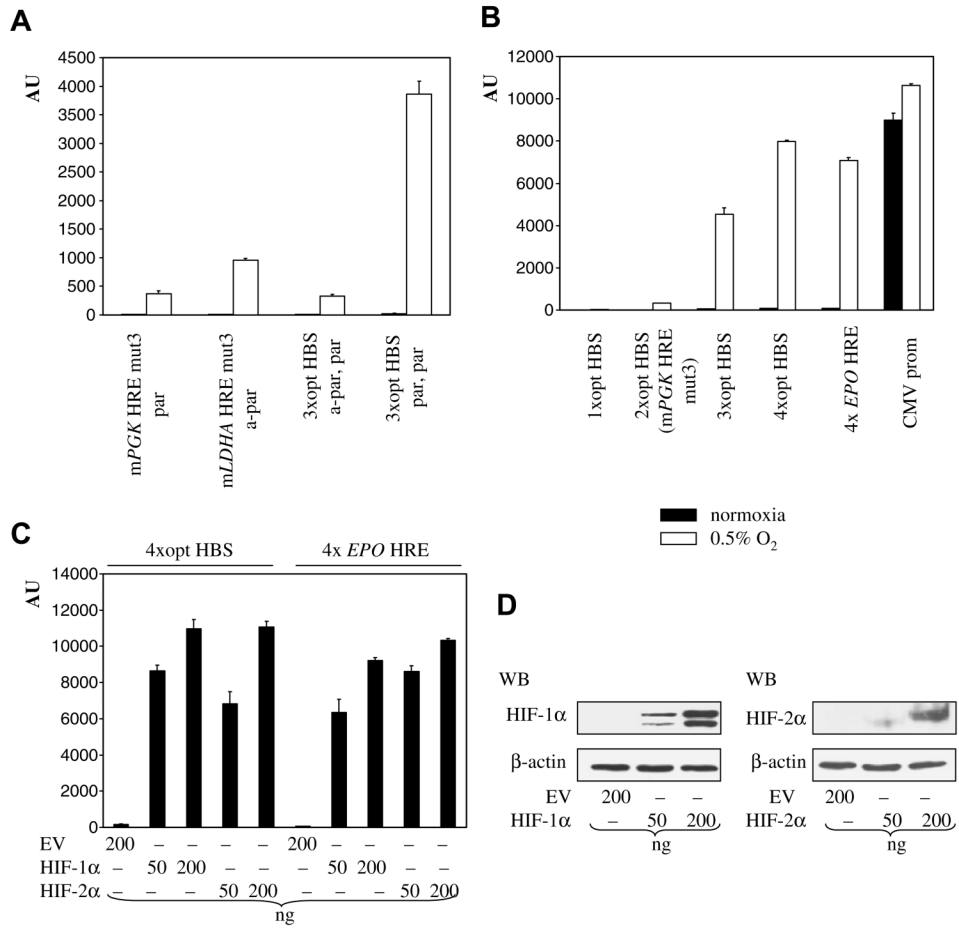 A
AU
4500
4000
3500
3000
2500
2000
1500
1000
500
0
mPGK HRE mut3
par
mLDHA HRE mut3
a-par
3xopt HBS
a-par, par
3xopt HBS
par, par
B
AU
12000
10000
8000
6000
4000
2000
0
1xopt HBS
2xopt HBS
(mPGK HRE
mut3)
3xopt HBS
4xopt HBS
4x EPO HRE
CMV prom
normoxia
0.5% O₂
C
4xopt HBS 4x EPO HRE
AU
14000
12000
10000
8000
6000
4000
2000
0
EV 200 – – – – 200 – – – –
HIF-1α – 50 200 – – – 50 200 – –
HIF-2α – – – 50 200 – – – 50 200
ng
D
WB
HIF-1α
β-actin
EV 200 – –
HIF-1α – 50 200
ng
WB
HIF-2α
β-actin
EV 200 – –
HIF-2α – 50 200
ng